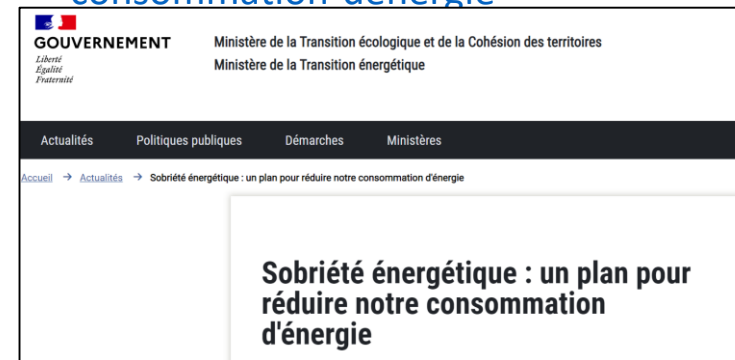 consommation-denergie
GOUVERNEMENT
Liberté
Égalité
Fraternité
Ministère de la Transition écologique et de la Cohésion des territoires
Ministère de la Transition énergétique
Actualités Politiques publiques Démarches Ministères
Accueil → Actualités → Sobriété énergétique : un plan pour réduire notre consommation d'énergie
Sobriété énergétique : un plan pour
réduire notre consommation
d'énergie